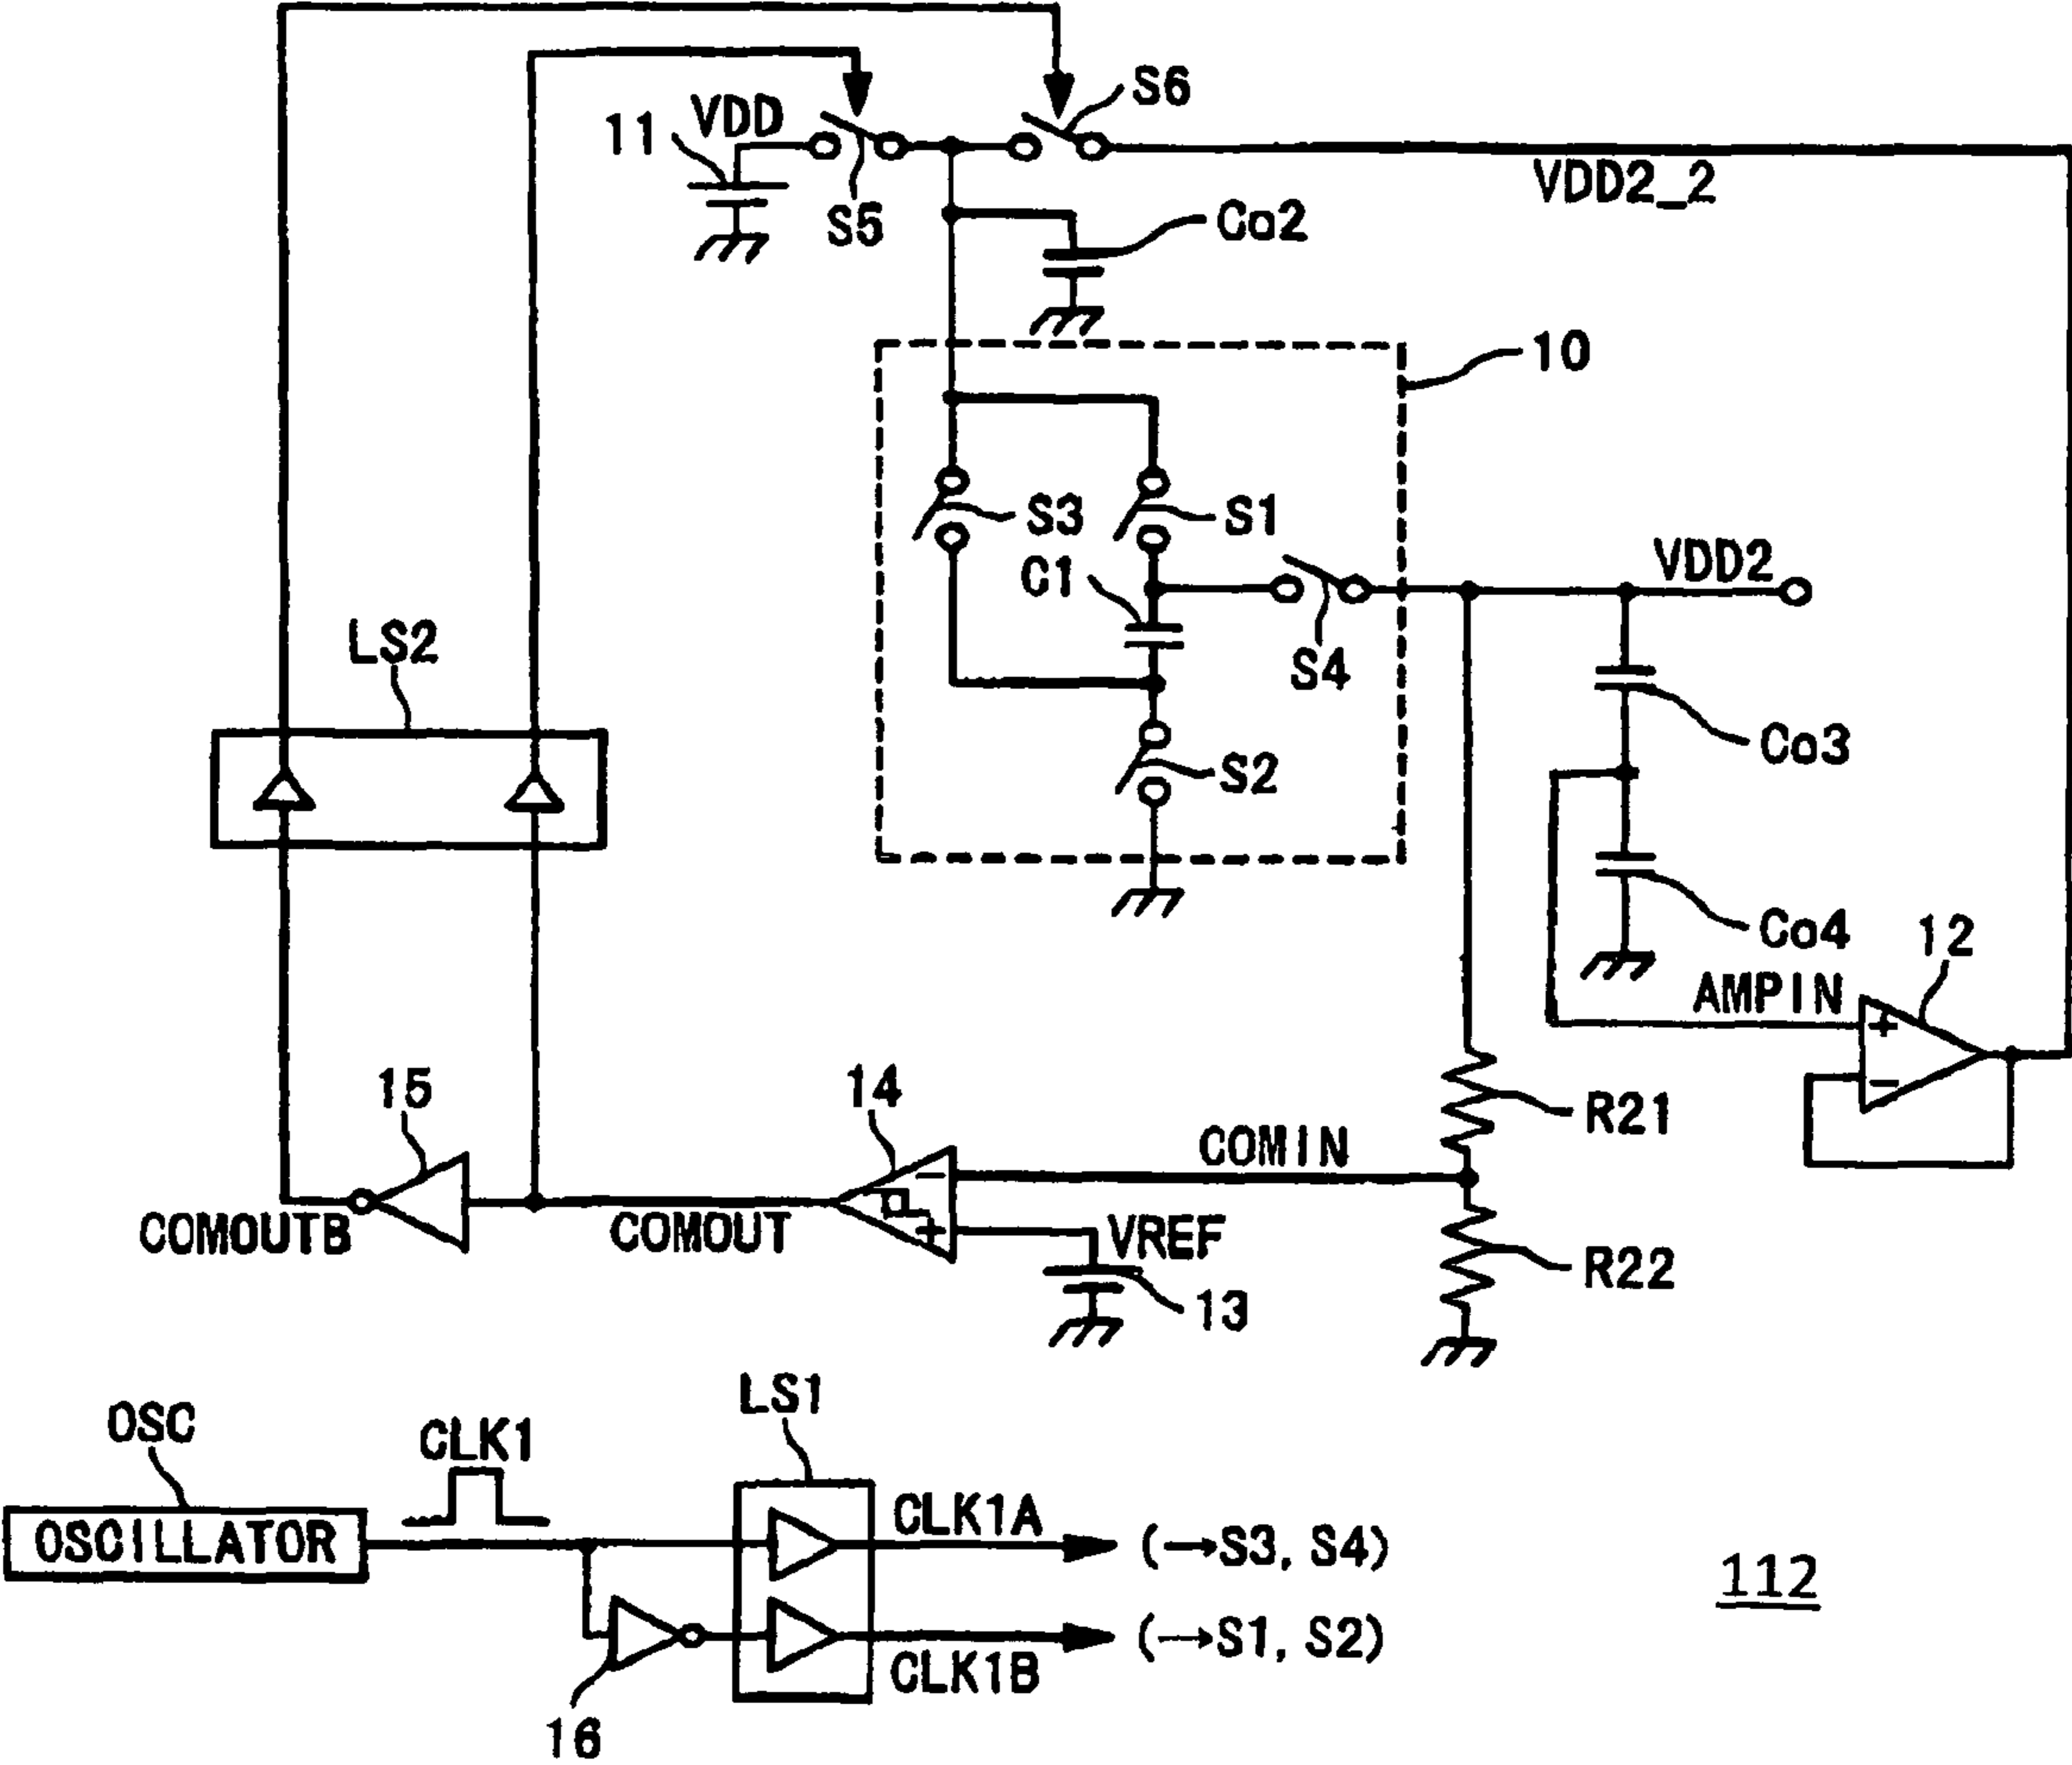 S6
11
VDD
S5
VDD2_2
Co2
10
S3
S1
C1
S4
VDD2
LS2
S2
Co3
Co4
12
AMPIN
15
14
COMIN
R21
COMOUTB
COMOUT
VREF
13
R22
LS1
OSC
CLK1
OSCILLATOR
CLK1A
(→S3, S4)
112
CLK1B
(→S1, S2)
16